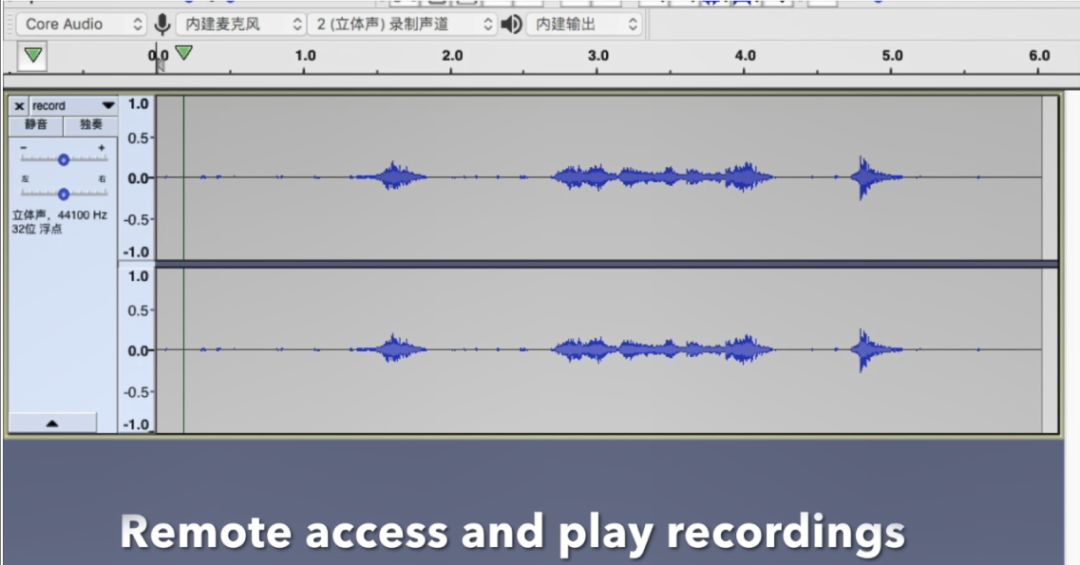 Core Audio 内建麦克风 2 (立体声) 录制声道 内建输出
0.0 1.0 2.0 3.0 4.0 5.0 6.0
× record 1.0
静音 独奏
0.5
- +
0.0
左 右
立体声, 44100 Hz
-0.5
32位 浮点
-1.0
1.0
0.5
0.0
-0.5
-1.0
Remote access and play recordings